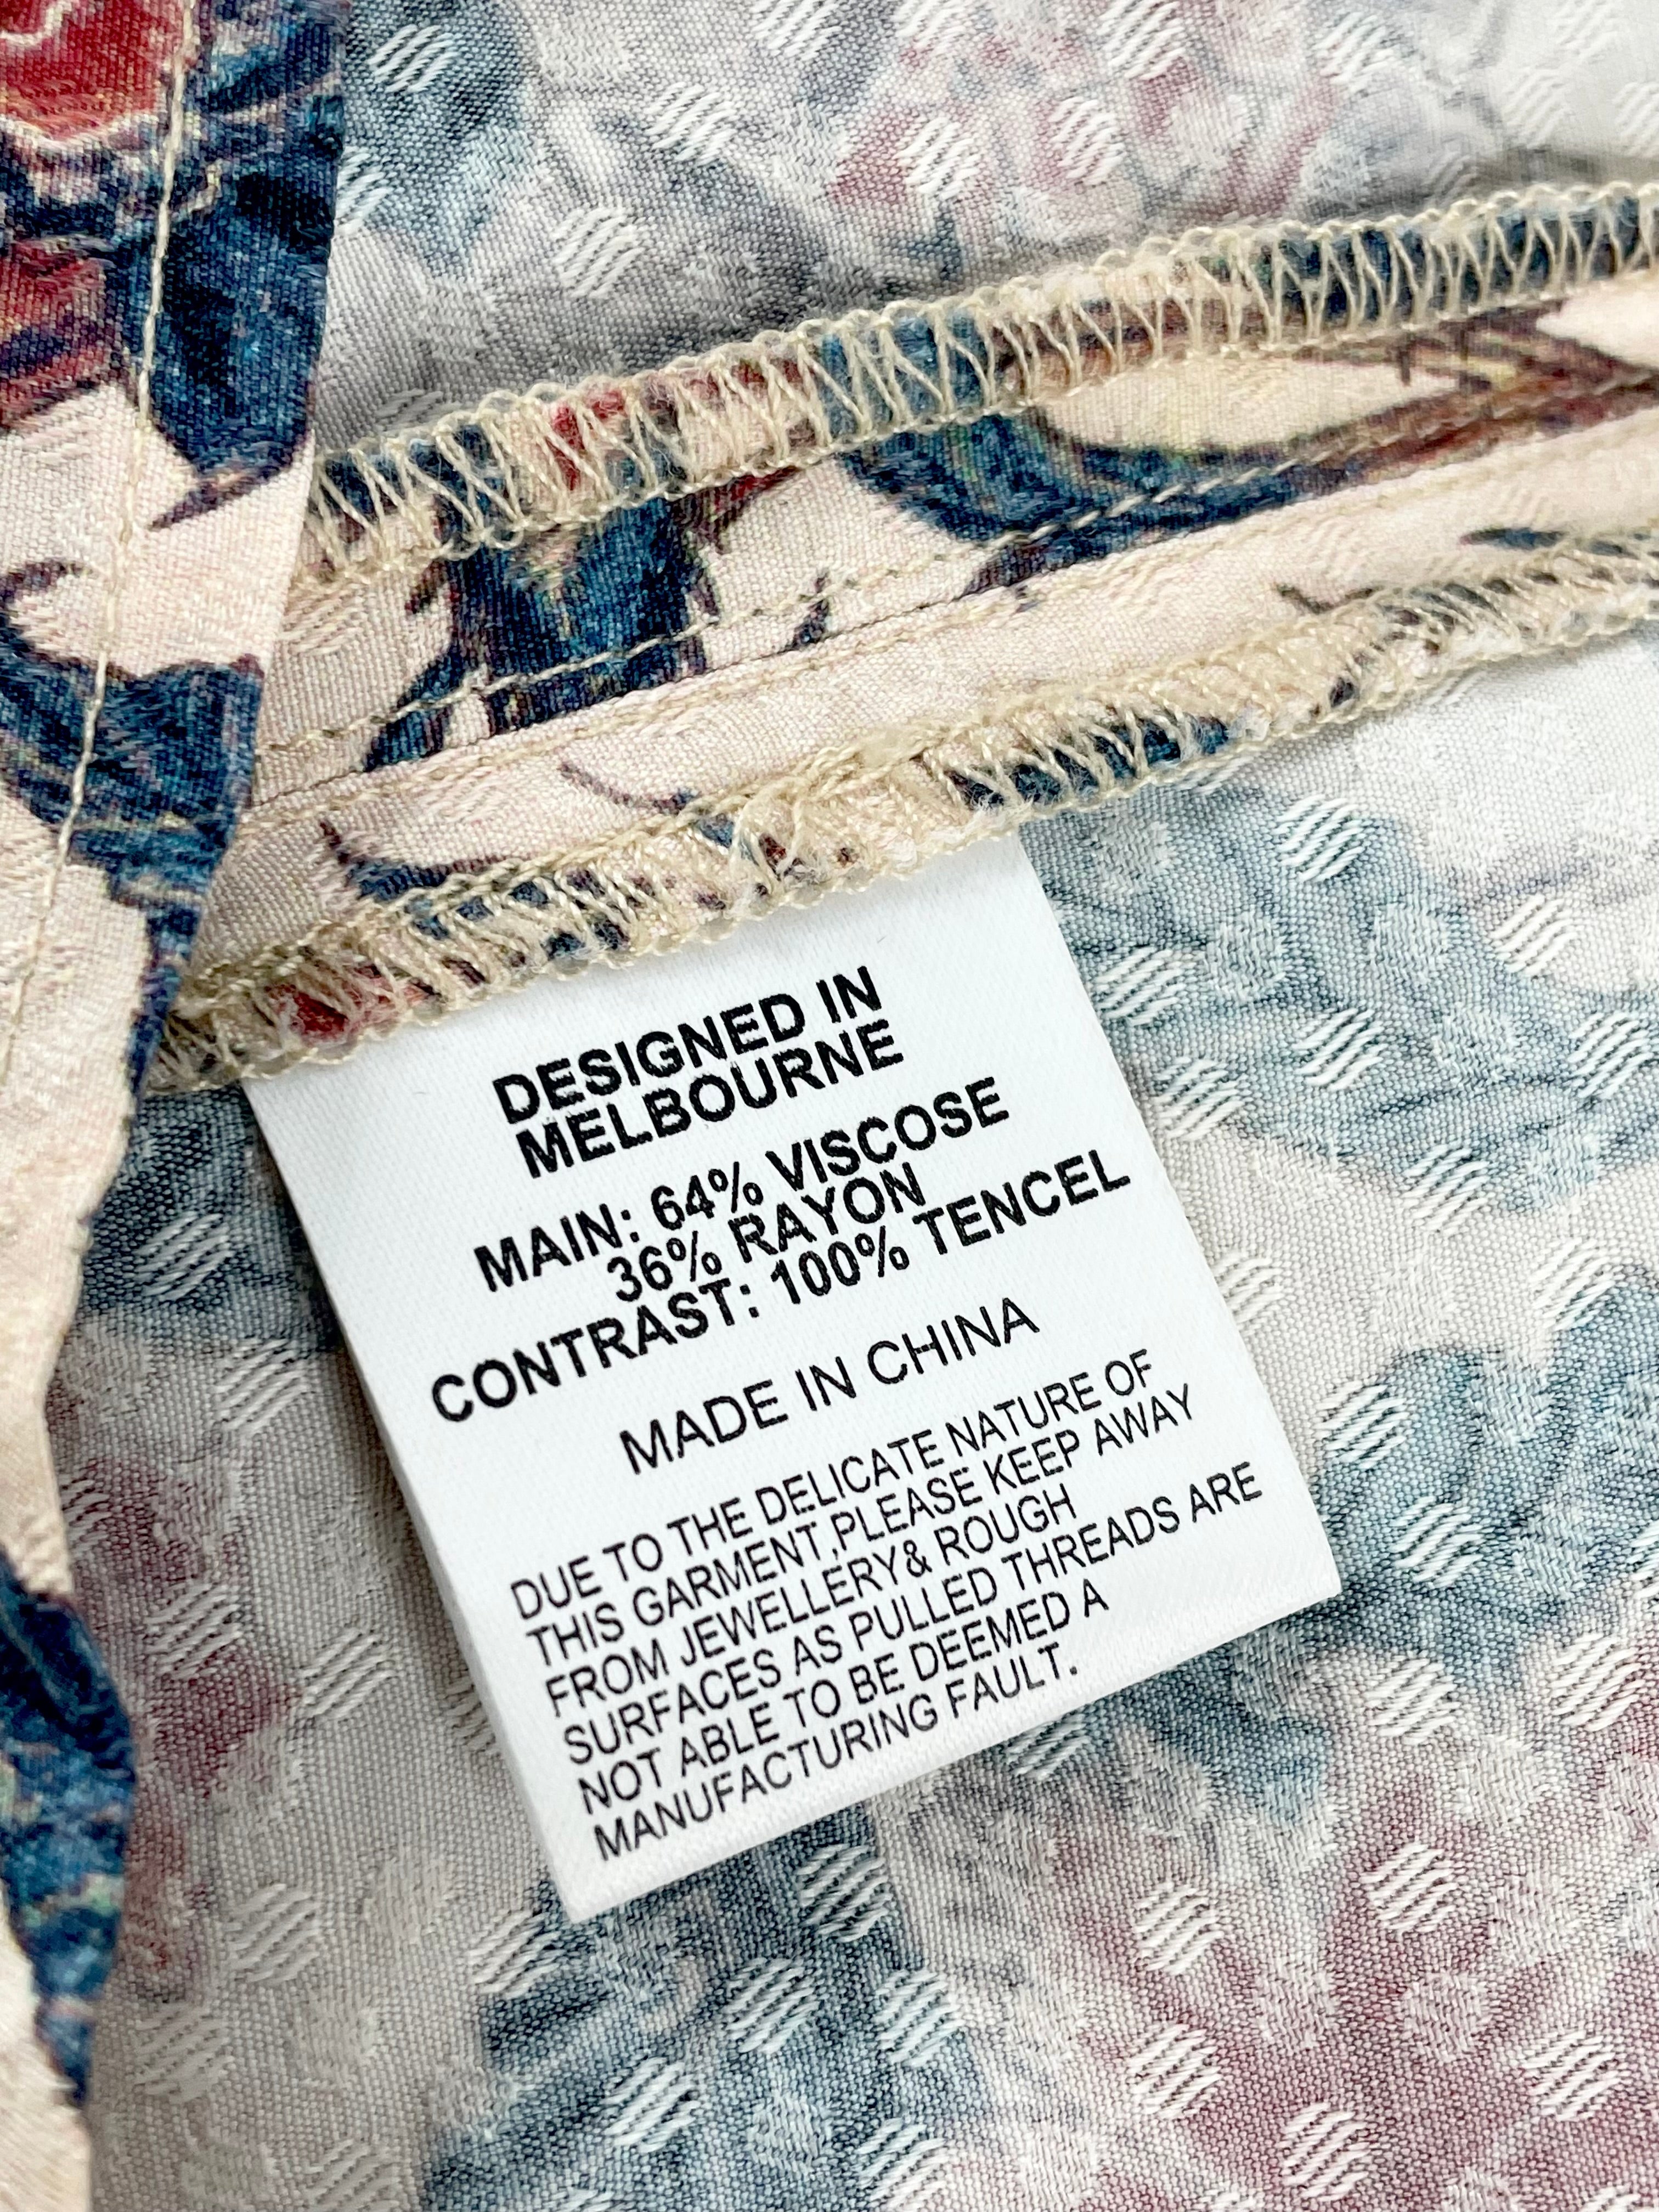 DESIGNED IN
MELBOURNE
MAIN: 64% VISCOSE
36% RAYON
CONTRAST: 100% TENCEL
MADE IN CHINA
DUE TO THE DELICATE NATURE OF
THIS GARMENT,PLEASE KEEP AWAY
FROM JEWELLERY& ROUGH
SURFACES AS PULLED THREADS ARE
NOT ABLE TO BE DEEMED A
MANUFACTURING FAULT.